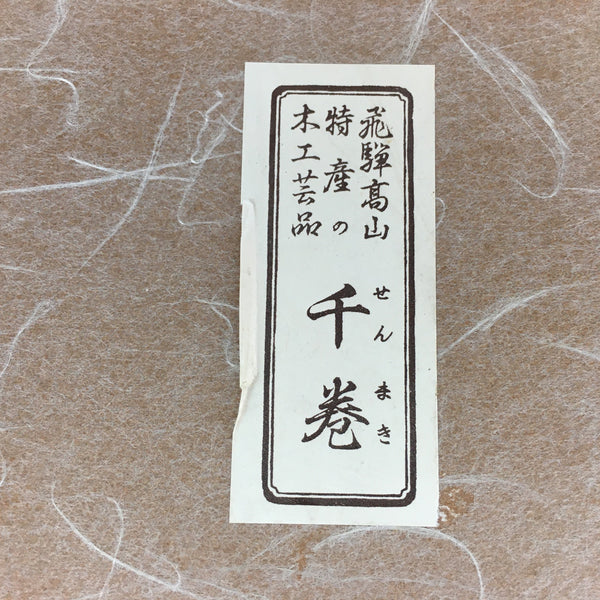 飛騨高山
特産の
木工芸品
千巻
せんまき